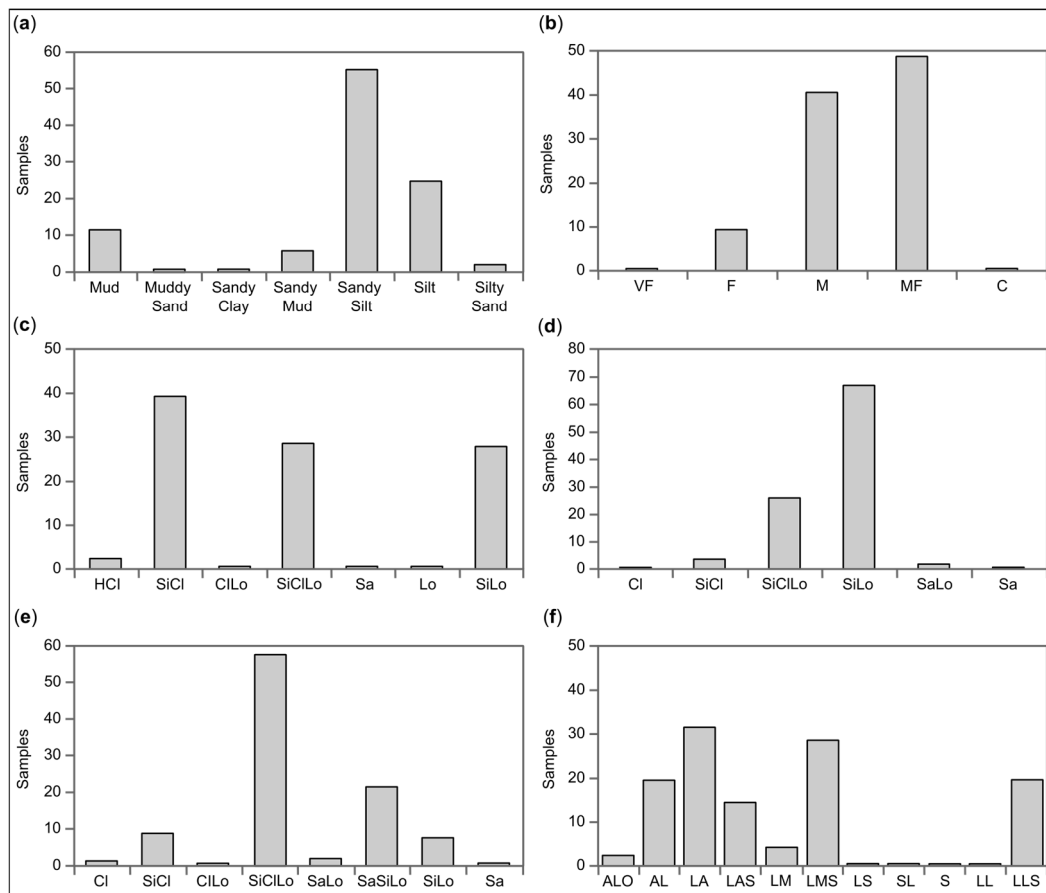 (a)
60
50
40
30
20
10
0
Samples
Mud Muddy Sandy Sandy Sandy Silt Silty
Sand Clay Mud Silt Sand
(b)
50
40
30
20
10
0
Samples
VF F M MF C
(c)
50
40
30
20
10
0
Samples
HCl SiCl ClLo SiClLo Sa Lo SiLo
(d)
80
70
60
50
40
30
20
10
0
Samples
Cl SiCl SiClLo SiLo SaLo Sa
(e)
60
50
40
30
20
10
0
Samples
Cl SiCl ClLo SiClLo SaLo SaSiLo SiLo Sa
(f)
50
40
30
20
10
0
Samples
ALO AL LA LAS LM LMS LS SL S LL LLS